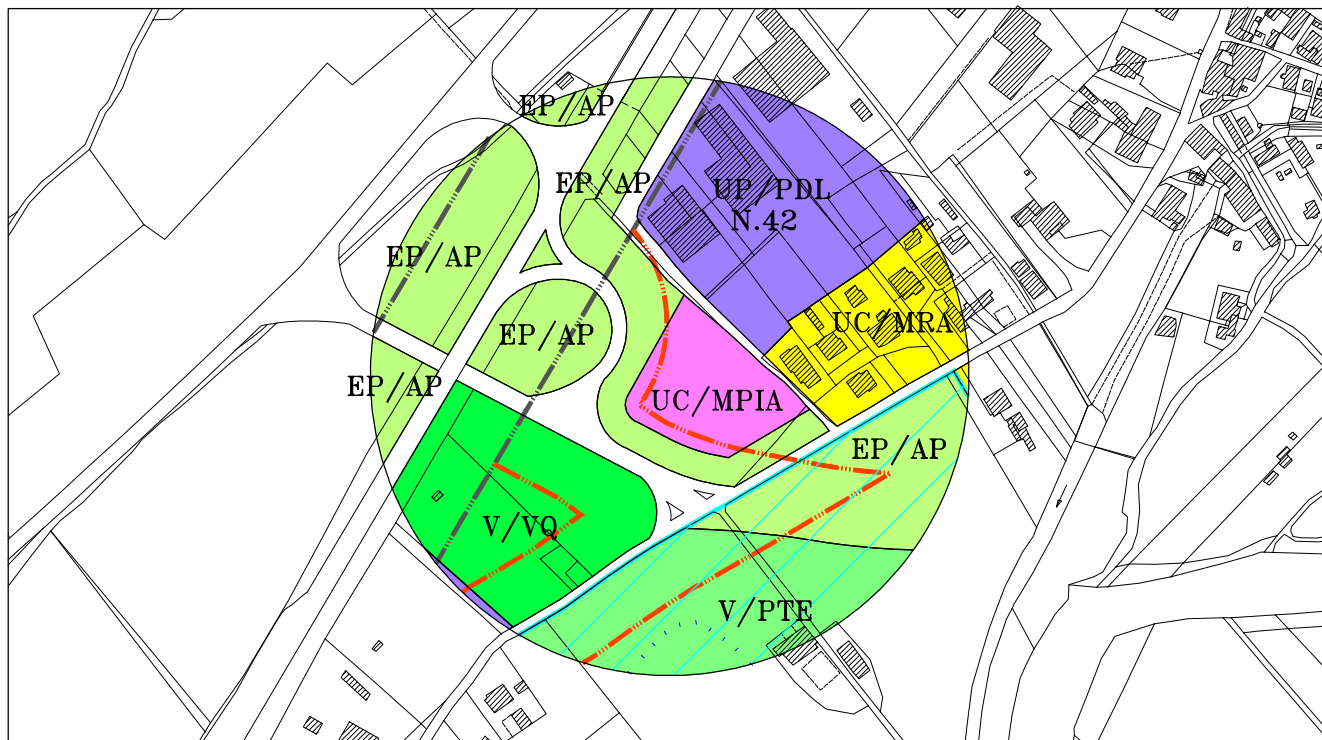 EP/AP
EP/AP
UP/PDL
N.42
EP/AP
UC/MRA
EP/AP
EP/AP
UC/MPIA
EP/AP
V/VQ
V/PTE